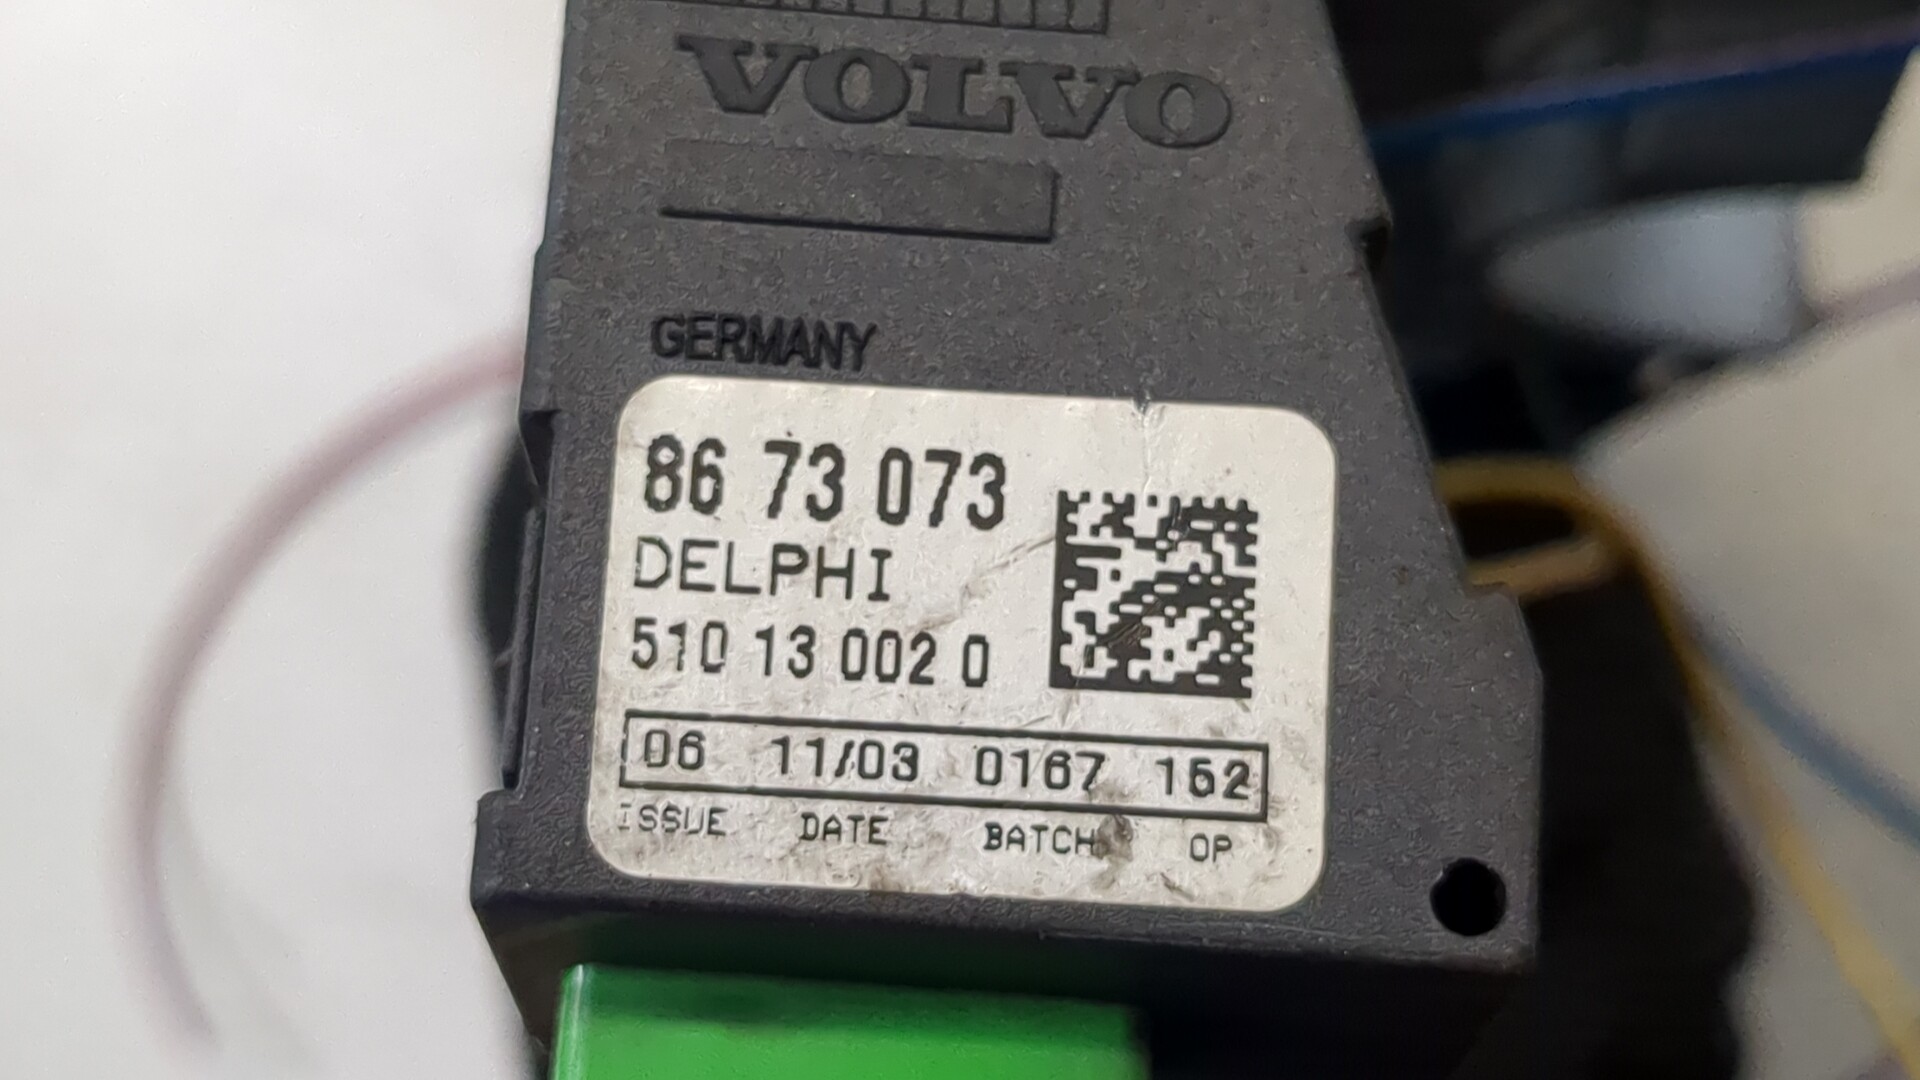 VOLVO
GERMANY
86 73 073
DELPHI
510 13 002 0
06 11/03 0167 152
ISSUE DATE BATCH OP